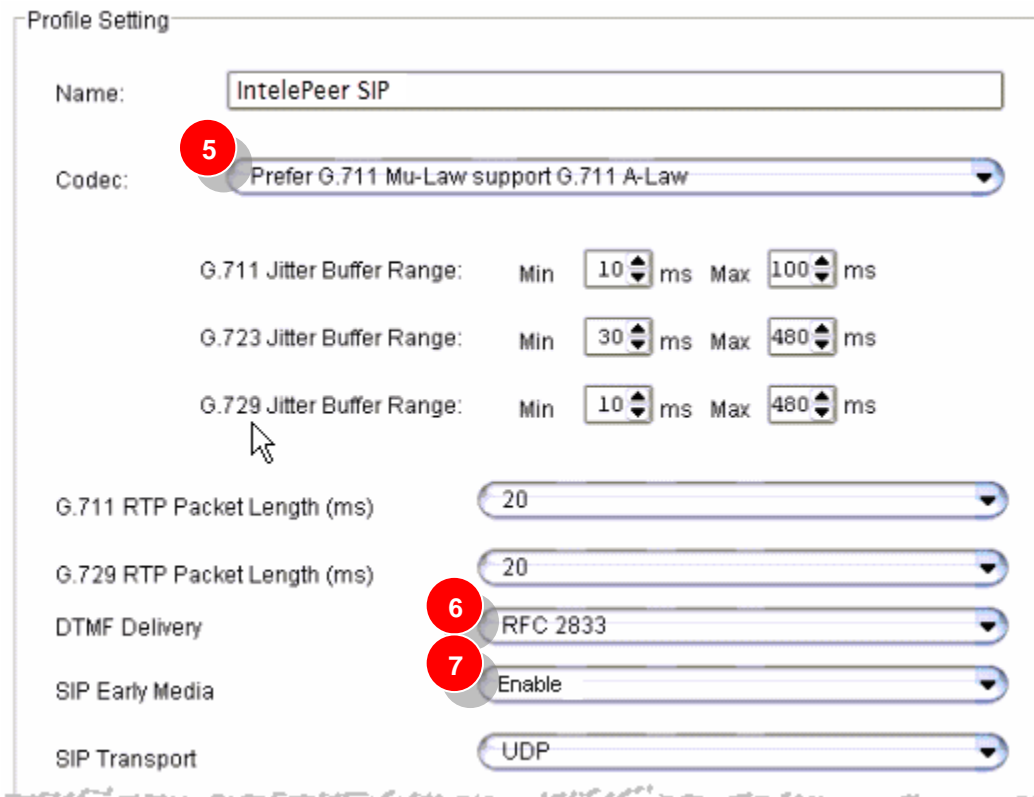 Profile Setting
Name: IntelePeer SIP
5
Codec: Prefer G.711 Mu-Law support G.711 A-Law
G.711 Jitter Buffer Range: Min 10 ms Max 100 ms
G.723 Jitter Buffer Range: Min 30 ms Max 480 ms
G.729 Jitter Buffer Range: Min 10 ms Max 480 ms
G.711 RTP Packet Length (ms) 20
G.729 RTP Packet Length (ms) 20
6
DTMF Delivery RFC 2833
7
SIP Early Media Enable
SIP Transport UDP